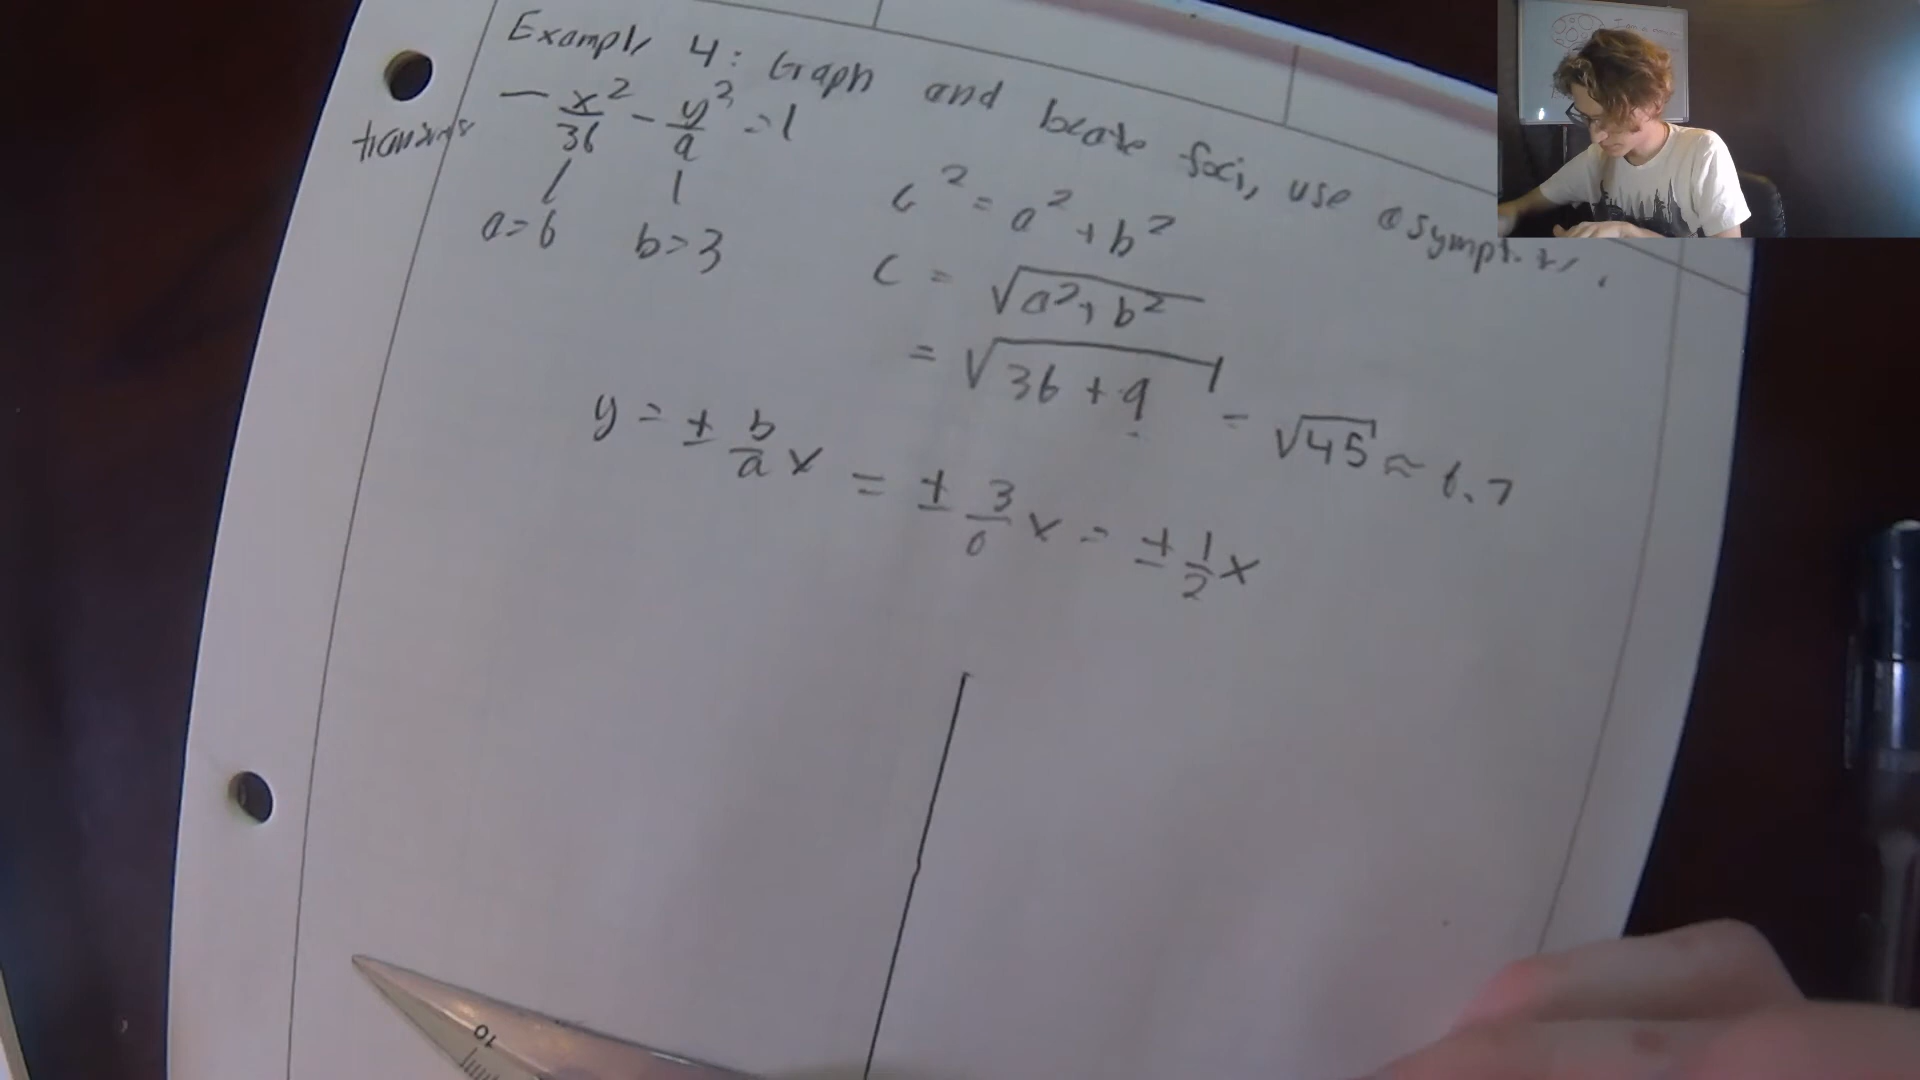 Example 4: Graph and locate foci, use asymptotes.
— x²/36 - y²/9 = 1
a=6 b=3
c² = a² + b²
c = √a²+b²
= √36+9 = √45 ≈ 6.7
y = ± b/a x = ± 3/6 x = ± 1/2 x
10